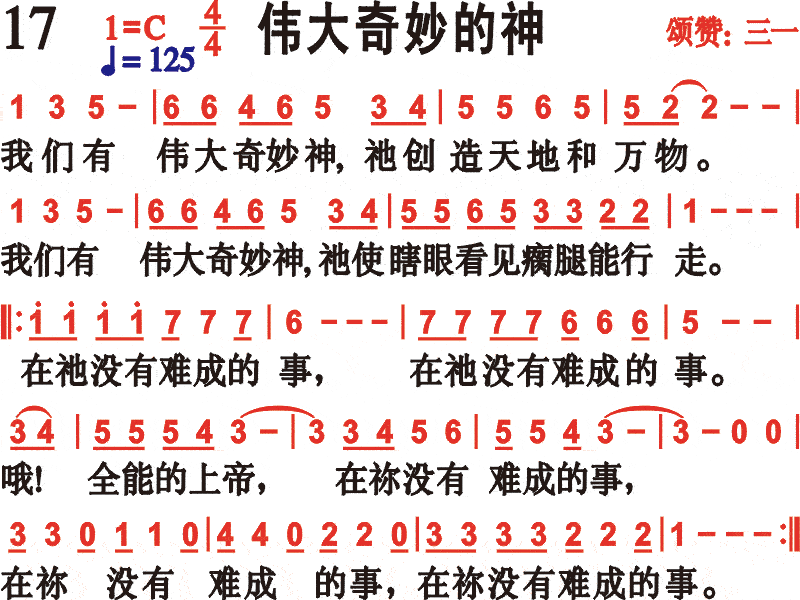 17 1=C 4/4 ♩=125 伟大奇妙的神 颂赞: 三一
1 3 5 – | 6 6 4 6 5 3 4 | 5 5 6 5 | 5 2 2 – – |
我们有 伟大奇妙神, 祂创造天地和万物。
1 3 5 – | 6 6 4 6 5 3 4 | 5 5 6 5 3 3 2 2 | 1 – – – |
我们有 伟大奇妙神, 祂使瞎眼看见瘸腿能行 走。
‖: 1̇ 1̇ 1̇ 1̇ 7 7 7 | 6 – – – | 7 7 7 7 6 6 6 | 5 – – |
在祂没有难成的 事, 在祂没有难成的 事。
3 4 | 5 5 5 4 3 – | 3 3 4 5 6 | 5 5 4 3 – | 3 – 0 0 |
哦! 全能的上帝, 在祢没有 难成的事,
3 3 0 1 1 0 | 4 4 0 2 2 0 | 3 3 3 3 2 2 2 | 1 – – – :‖
在祢 没有 难成 的事, 在祢没有难成的事。